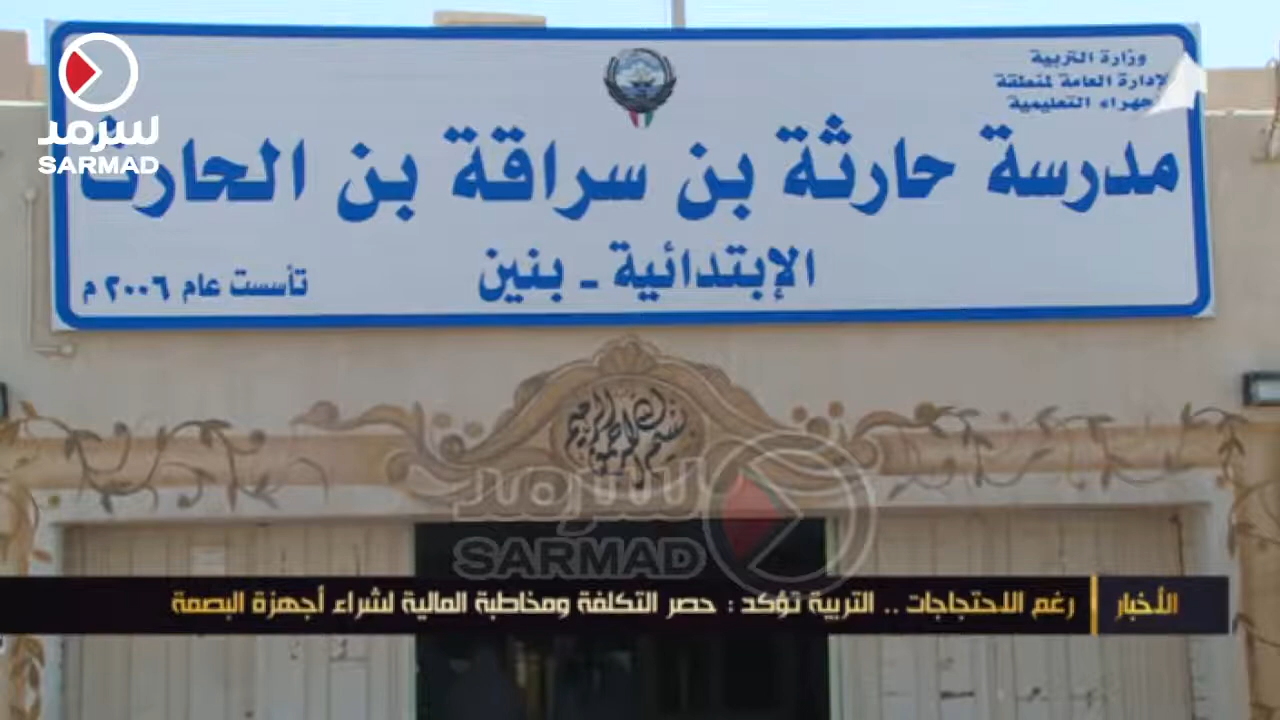 وزارة التربية
الإدارة العامة لمنطقة
الجهراء التعليمية
مدرسة حارثة بن سراقة بن الحارث
الإبتدائية - بنين
تأسست عام ٢٠٠٦ م
سرمد
SARMAD
بسم الله الرحمن الرحيم
سرمد
SARMAD
الأخبار
رغم الاحتجاجات .. التربية تؤكد : حصر التكلفة ومخاطبة المالية لشراء أجهزة البصمة